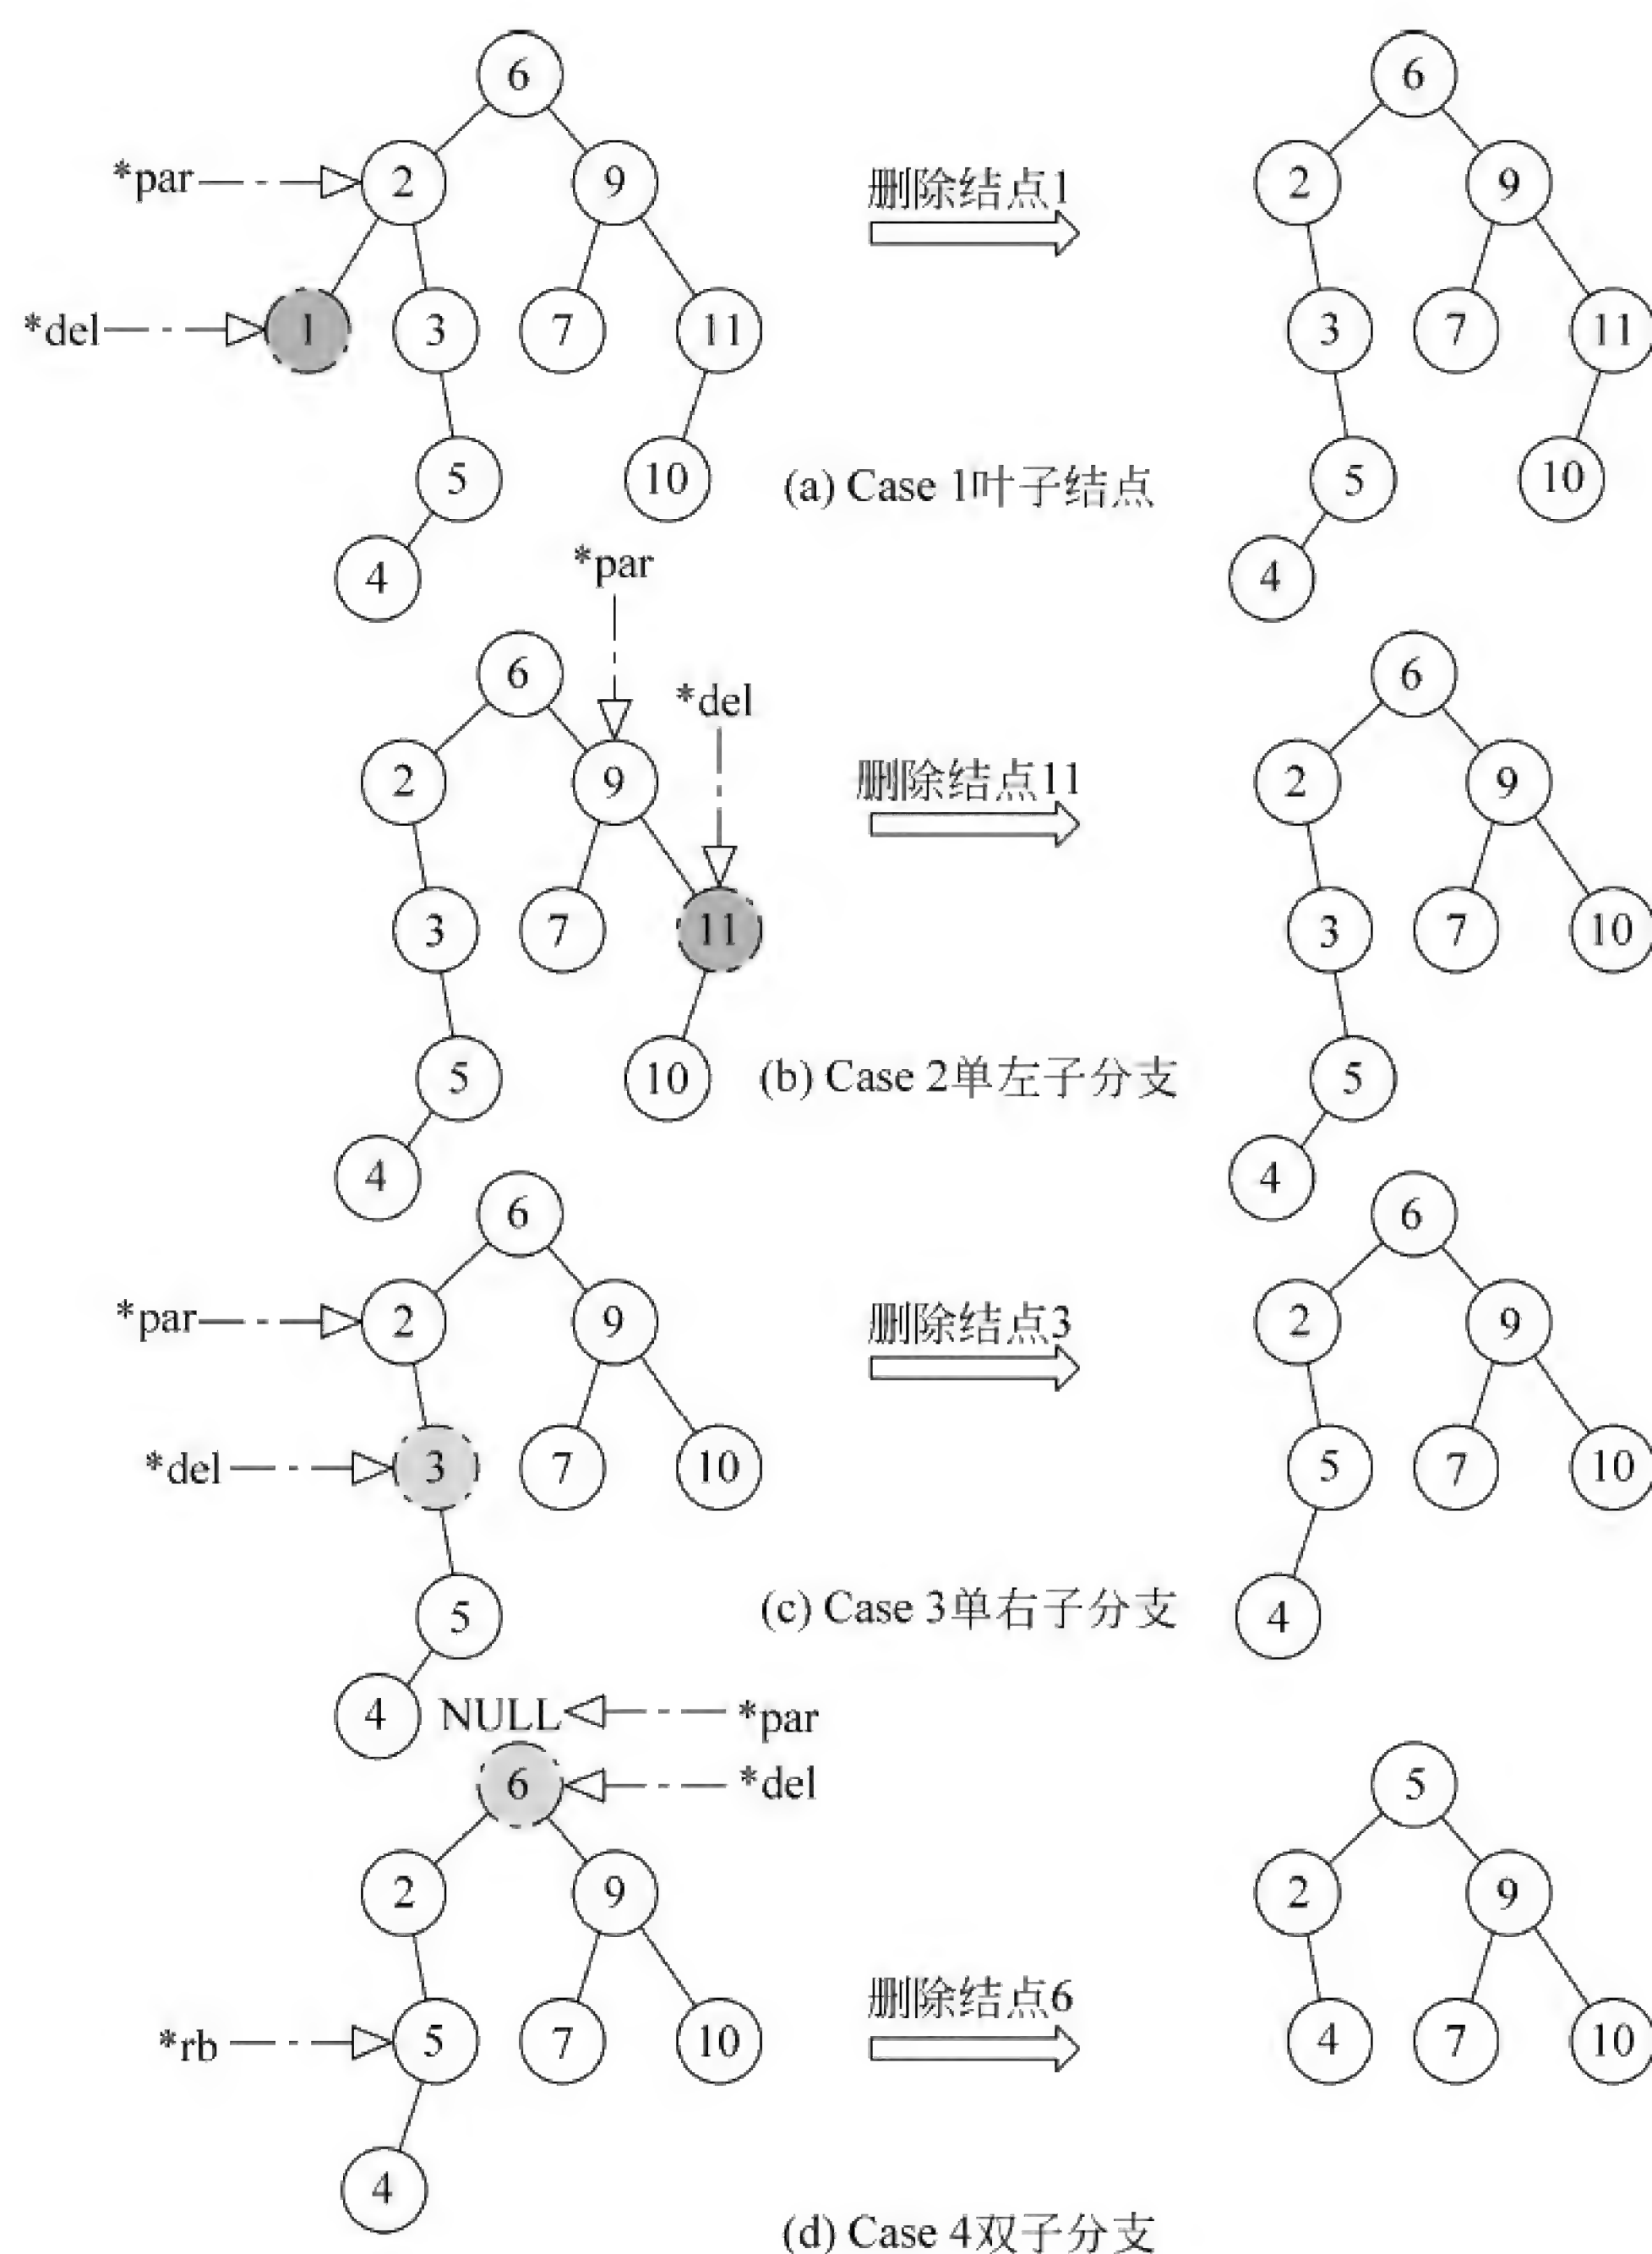 6 6
*par 2 9 删除结点1 2 9
*del 1 3 7 11 3 7 11
5 10 (a) Case 1叶子结点 5 10
*par
4 4
6 6
*del
2 9 删除结点11 2 9
3 7 11 3 7 10
5 10 (b) Case 2单左子分支 5
4 4
6 6
*par 2 9 删除结点3 2 9
*del 3 7 10 5 7 10
5 (c) Case 3单右子分支 4
4 NULL *par
6 *del 5
2 9 2 9
删除结点6
*rb 5 7 10 4 7 10
4
(d) Case 4双子分支